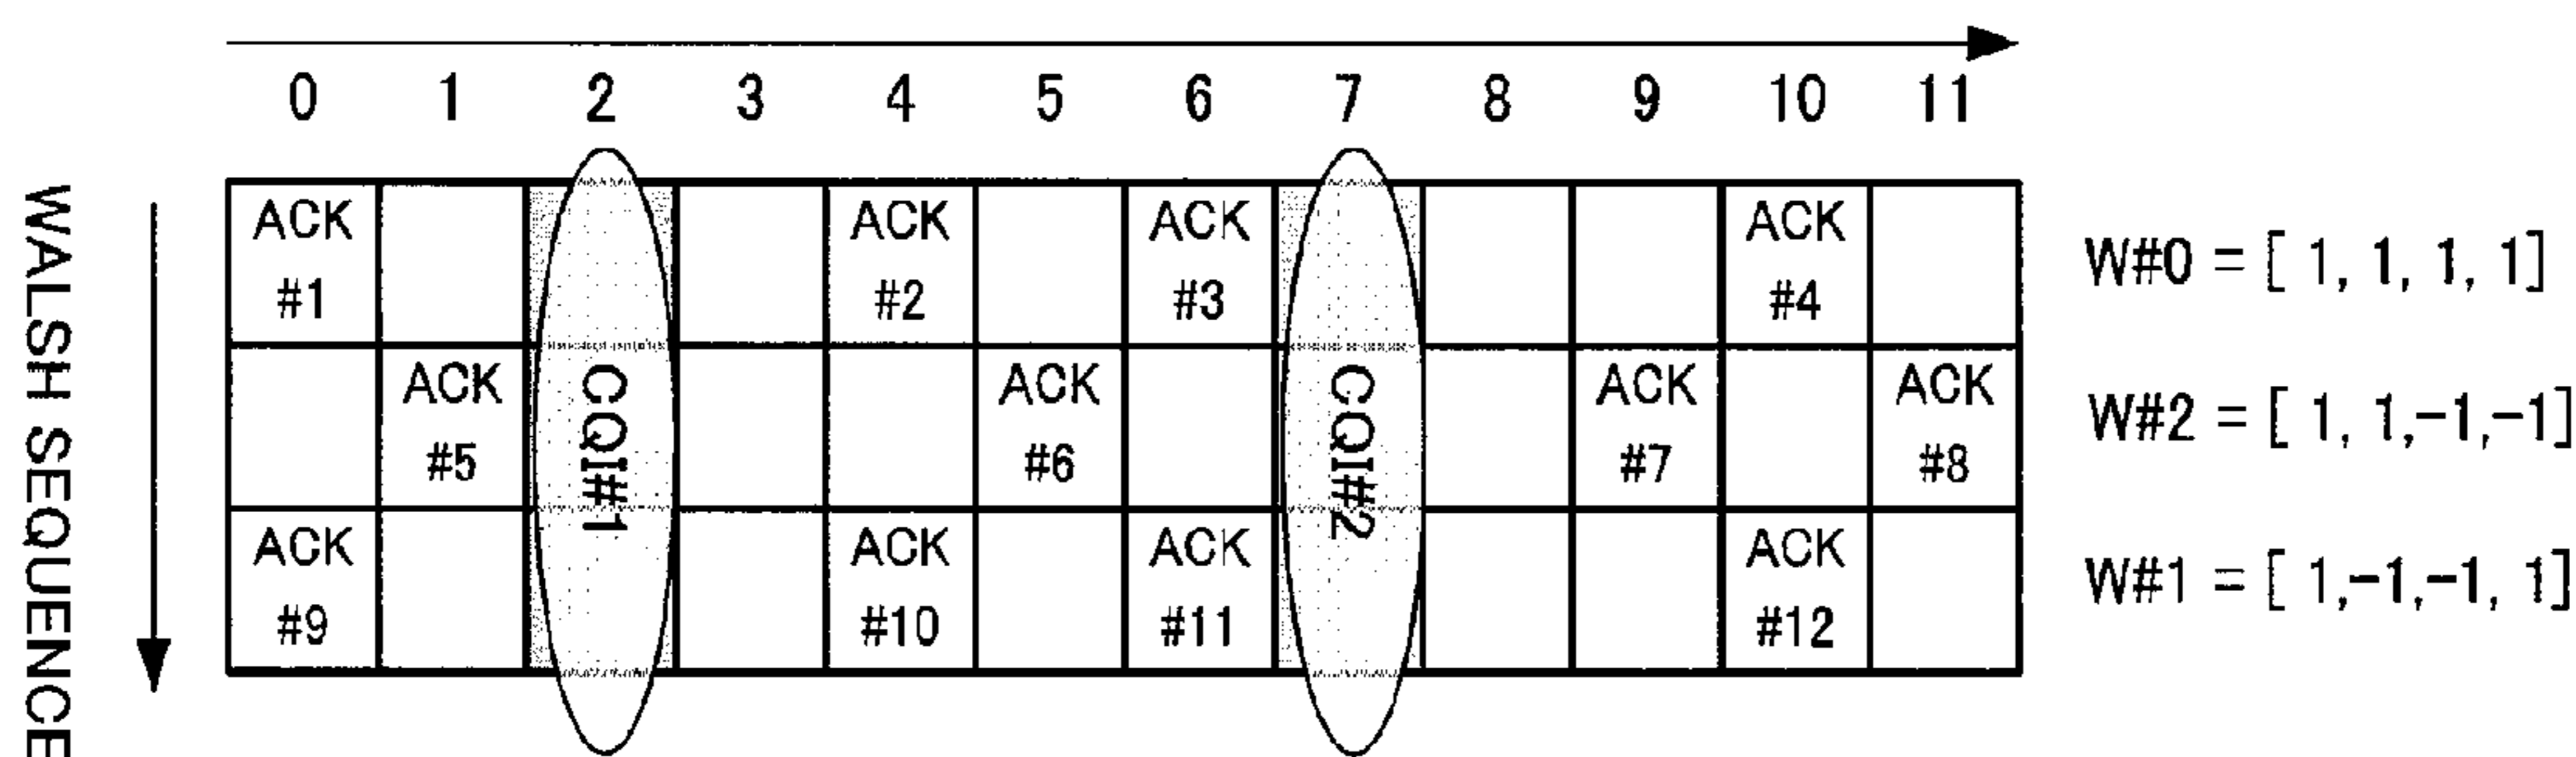 0 1 2 3 4 5 6 7 8 9 10 11
WALSH SEQUENCE
ACK #1
ACK #2
ACK #3
ACK #4
W#0 = [ 1, 1, 1, 1]
CQI#1
CQI#2
ACK #5
ACK #6
ACK #7
ACK #8
W#2 = [ 1, 1,-1,-1]
ACK #9
ACK #10
ACK #11
ACK #12
W#1 = [ 1,-1,-1, 1]